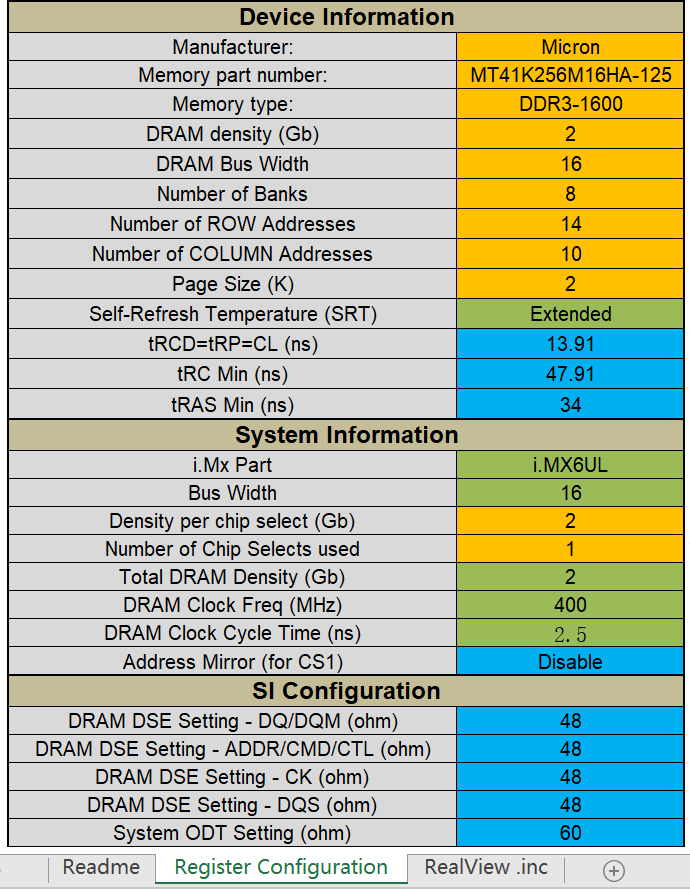 Device Information
Manufacturer: Micron
Memory part number: MT41K256M16HA-125
Memory type: DDR3-1600
DRAM density (Gb) 2
DRAM Bus Width 16
Number of Banks 8
Number of ROW Addresses 14
Number of COLUMN Addresses 10
Page Size (K) 2
Self-Refresh Temperature (SRT) Extended
tRCD=tRP=CL (ns) 13.91
tRC Min (ns) 47.91
tRAS Min (ns) 34
System Information
i.Mx Part i.MX6UL
Bus Width 16
Density per chip select (Gb) 2
Number of Chip Selects used 1
Total DRAM Density (Gb) 2
DRAM Clock Freq (MHz) 400
DRAM Clock Cycle Time (ns) 2.5
Address Mirror (for CS1) Disable
SI Configuration
DRAM DSE Setting - DQ/DQM (ohm) 48
DRAM DSE Setting - ADDR/CMD/CTL (ohm) 48
DRAM DSE Setting - CK (ohm) 48
DRAM DSE Setting - DQS (ohm) 48
System ODT Setting (ohm) 60
Readme Register Configuration RealView .inc